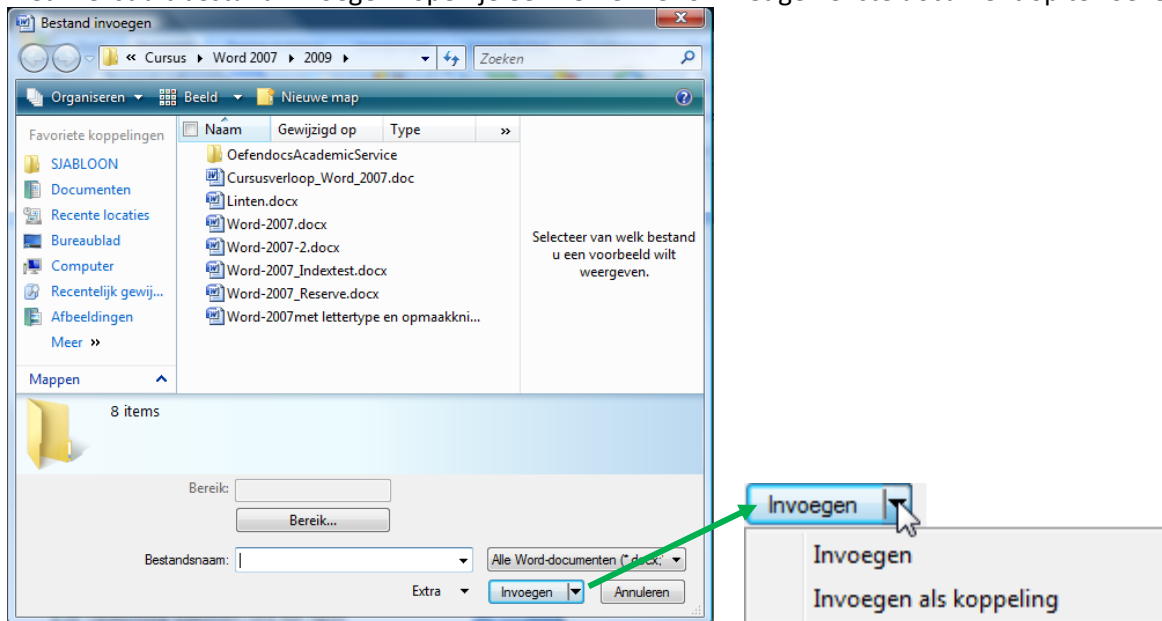 Bestand invoegen
« Cursus ▸ Word 2007 ▸ 2009 ▸
Zoeken
Organiseren Beeld Nieuwe map
Favoriete koppelingen
SJABLOON
Documenten
Recente locaties
Bureaublad
Computer
Recentelijk gewij...
Afbeeldingen
Meer »
Mappen
Naam Gewijzigd op Type »
OefendocsAcademicService
Cursusverloop_Word_2007.doc
Linten.docx
Word-2007.docx
Word-2007-2.docx
Word-2007_Indextest.docx
Word-2007_Reserve.docx
Word-2007met lettertype en opmaakkni...
Selecteer van welk bestand
u een voorbeeld wilt
weergeven.
8 items
Bereik:
Bereik...
Bestandsnaam:
Alle Word-documenten (*.docx;
Extra Invoegen Annuleren
Invoegen
Invoegen
Invoegen als koppeling